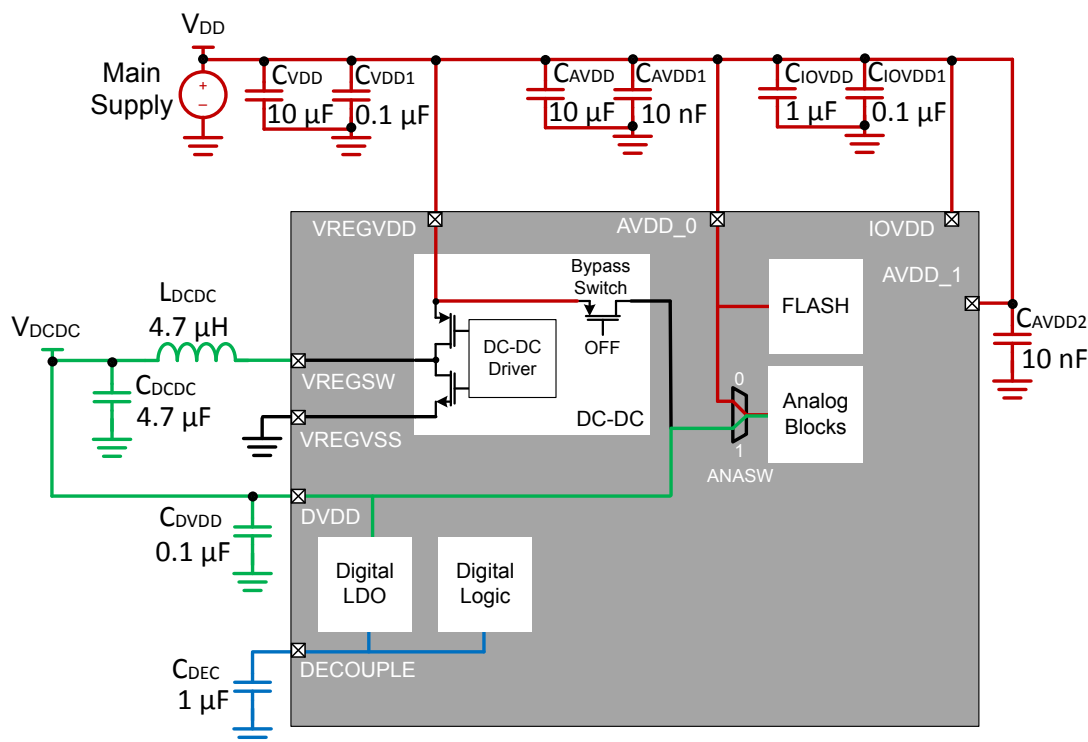 VDD
Main
Supply
+
−
CVDD
10 µF
CVDD1
0.1 µF
CAVDD
10 µF
CAVDD1
10 nF
CIOVDD
1 µF
CIOVDD1
0.1 µF
VREGVDD
AVDD_0
IOVDD
AVDD_1
Bypass
Switch
OFF
FLASH
CAVDD2
10 nF
LDCDC
4.7 µH
VDCDC
DC-DC
Driver
VREGSW
CDCDC
4.7 µF
0
Analog
Blocks
VREGVSS
DC-DC
1
ANASW
DVDD
CDVDD
0.1 µF
Digital
LDO
Digital
Logic
DECOUPLE
CDEC
1 µF